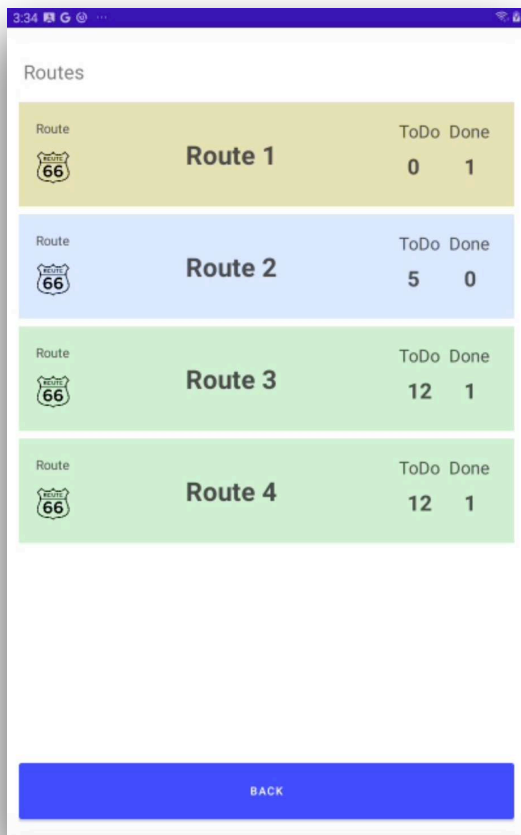 3:34 G ...
Routes
Route
ROUTE
66
Route 1
ToDo Done
0 1
Route
ROUTE
66
Route 2
ToDo Done
5 0
Route
ROUTE
66
Route 3
ToDo Done
12 1
Route
ROUTE
66
Route 4
ToDo Done
12 1
BACK